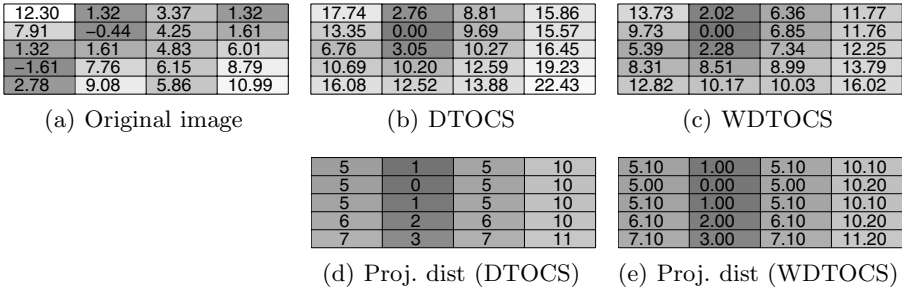 12.30 1.32 3.37 1.32 17.74 2.76 8.81 15.86 13.73 2.02 6.36 11.77
7.91 −0.44 4.25 1.61 13.35 0.00 9.69 15.57 9.73 0.00 6.85 11.76
1.32 1.61 4.83 6.01 6.76 3.05 10.27 16.45 5.39 2.28 7.34 12.25
−1.61 7.76 6.15 8.79 10.69 10.20 12.59 19.23 8.31 8.51 8.99 13.79
2.78 9.08 5.86 10.99 16.08 12.52 13.88 22.43 12.82 10.17 10.03 16.02
(a) Original image (b) DTOCS (c) WDTOCS
5 1 5 10 5.10 1.00 5.10 10.10
5 0 5 10 5.00 0.00 5.00 10.20
5 1 5 10 5.10 1.00 5.10 10.10
6 2 6 10 6.10 2.00 6.10 10.20
7 3 7 11 7.10 3.00 7.10 11.20
(d) Proj. dist (DTOCS) (e) Proj. dist (WDTOCS)